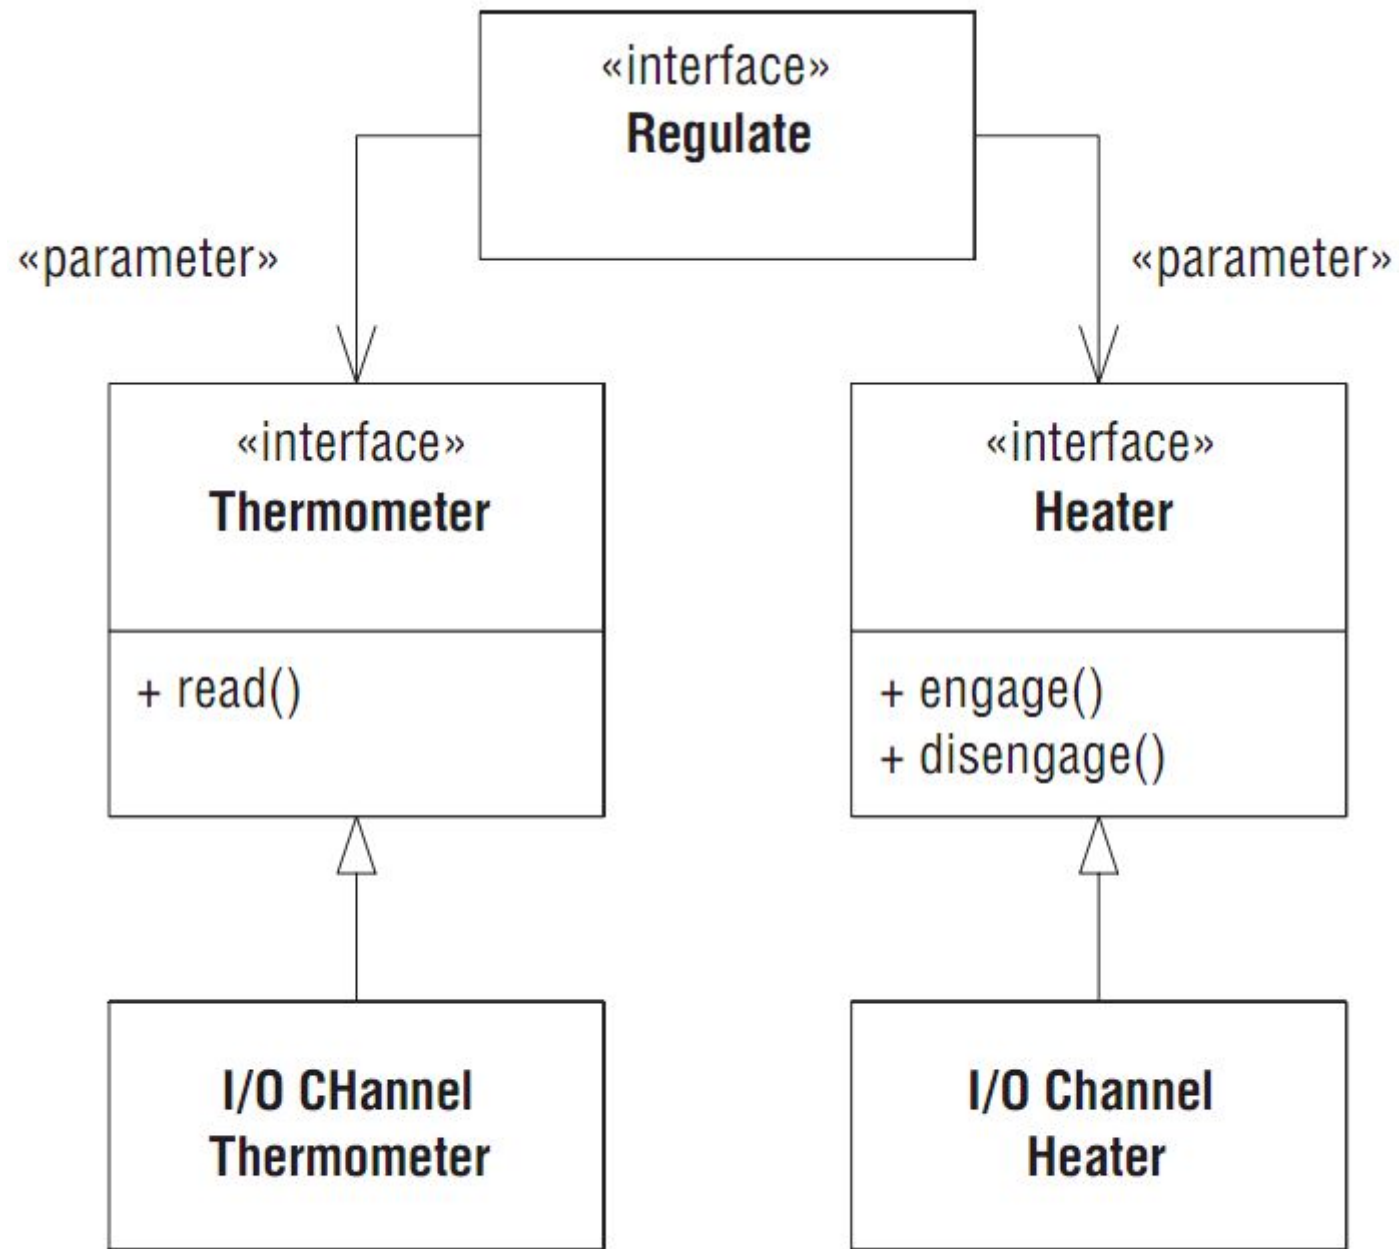 «interface»
Regulate
«parameter»
«parameter»
«interface»
Thermometer
+ read()
«interface»
Heater
+ engage()
+ disengage()
I/O CHannel
Thermometer
I/O Channel
Heater